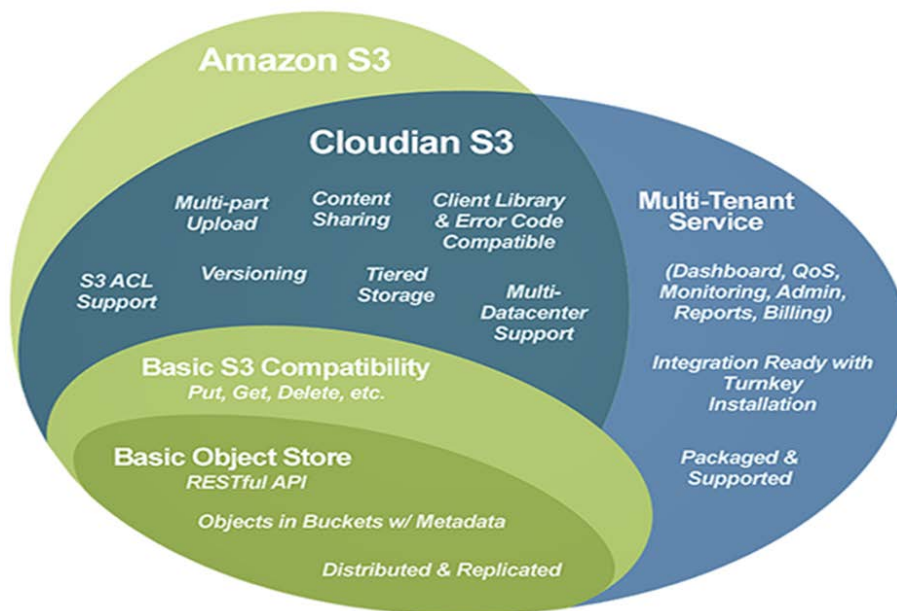 Amazon S3
Cloudian S3
Multi-part
Upload
Content
Sharing
Client Library
& Error Code
Compatible
S3 ACL
Support
Versioning
Tiered
Storage
Multi-
Datacenter
Support
Multi-Tenant
Service
(Dashboard, QoS,
Monitoring, Admin,
Reports, Billing)
Integration Ready with
Turnkey
Installation
Packaged &
Supported
Basic S3 Compatibility
Put, Get, Delete, etc.
Basic Object Store
RESTful API
Objects in Buckets w/ Metadata
Distributed & Replicated